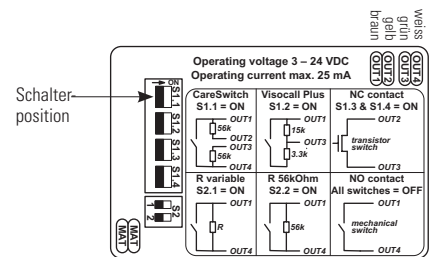 weiss
grün
gelb
braun
Operating voltage 3 – 24 VDC
Operating current max. 25 mA
OUT1
OUT2
OUT3
OUT4
Schalter-
position
ON
S1.1
S1.2
S1.3
S1.4
1
2
S2
MAT
MAT
CareSwitch
S1.1 = ON
OUT1
56k
OUT2
OUT3
56k
OUT4
Visocall Plus
S1.2 = ON
OUT1
15k
OUT3
3.3k
OUT4
NC contact
S1.3 & S1.4 = ON
OUT2
transistor
switch
OUT3
R variable
S2.1 = ON
OUT1
R
OUT4
R 56kOhm
S2.2 = ON
OUT1
56k
OUT4
NO contact
All switches = OFF
OUT1
mechanical
switch
OUT4